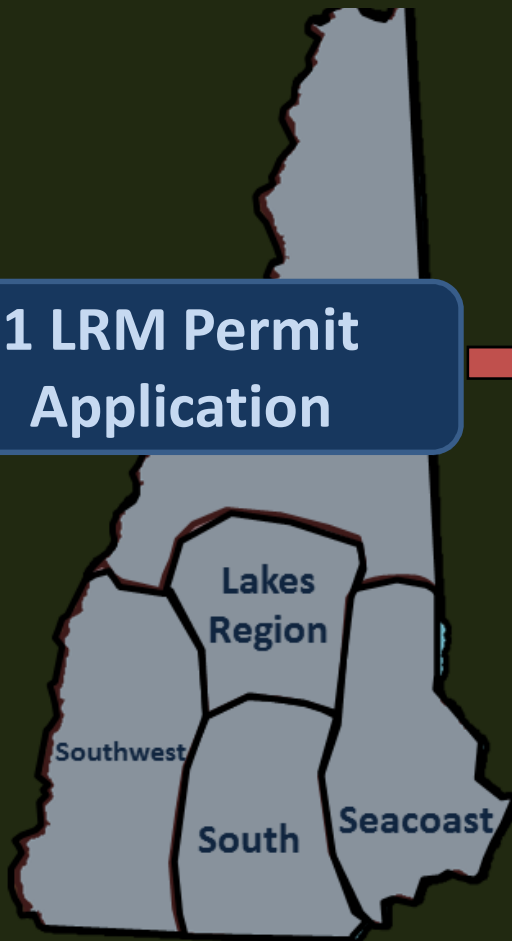 1 LRM Permit
Application
Lakes
Region
Southwest
South
Seacoast